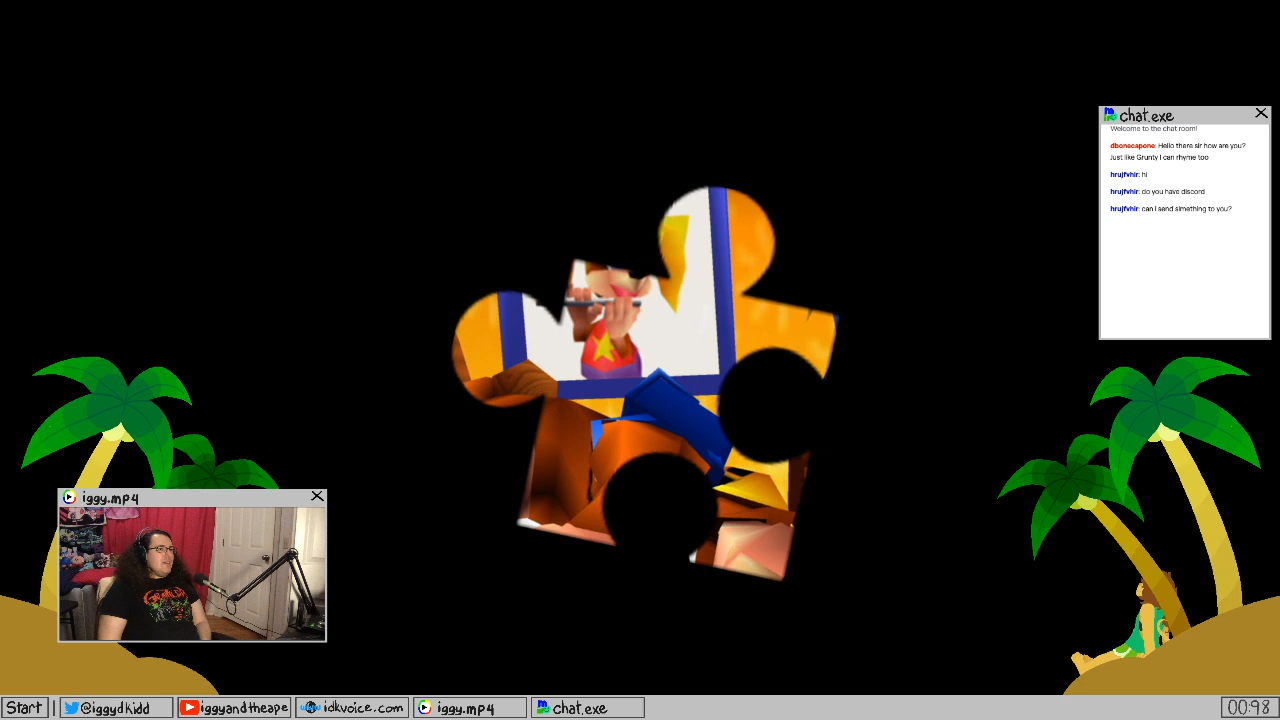 chat.exe
Welcome to the chat room!
dbonecapone: Hello there sir how are you?
Just like Grunty I can rhyme too
hrujfvhir: hi
hrujfvhir: do you have discord
hrujfvhir: can i send simething to you?
iggy.mp4
Start
@iggydkidd
iggyandtheape
idkvoice.com
iggy.mp4
chat.exe
00:98